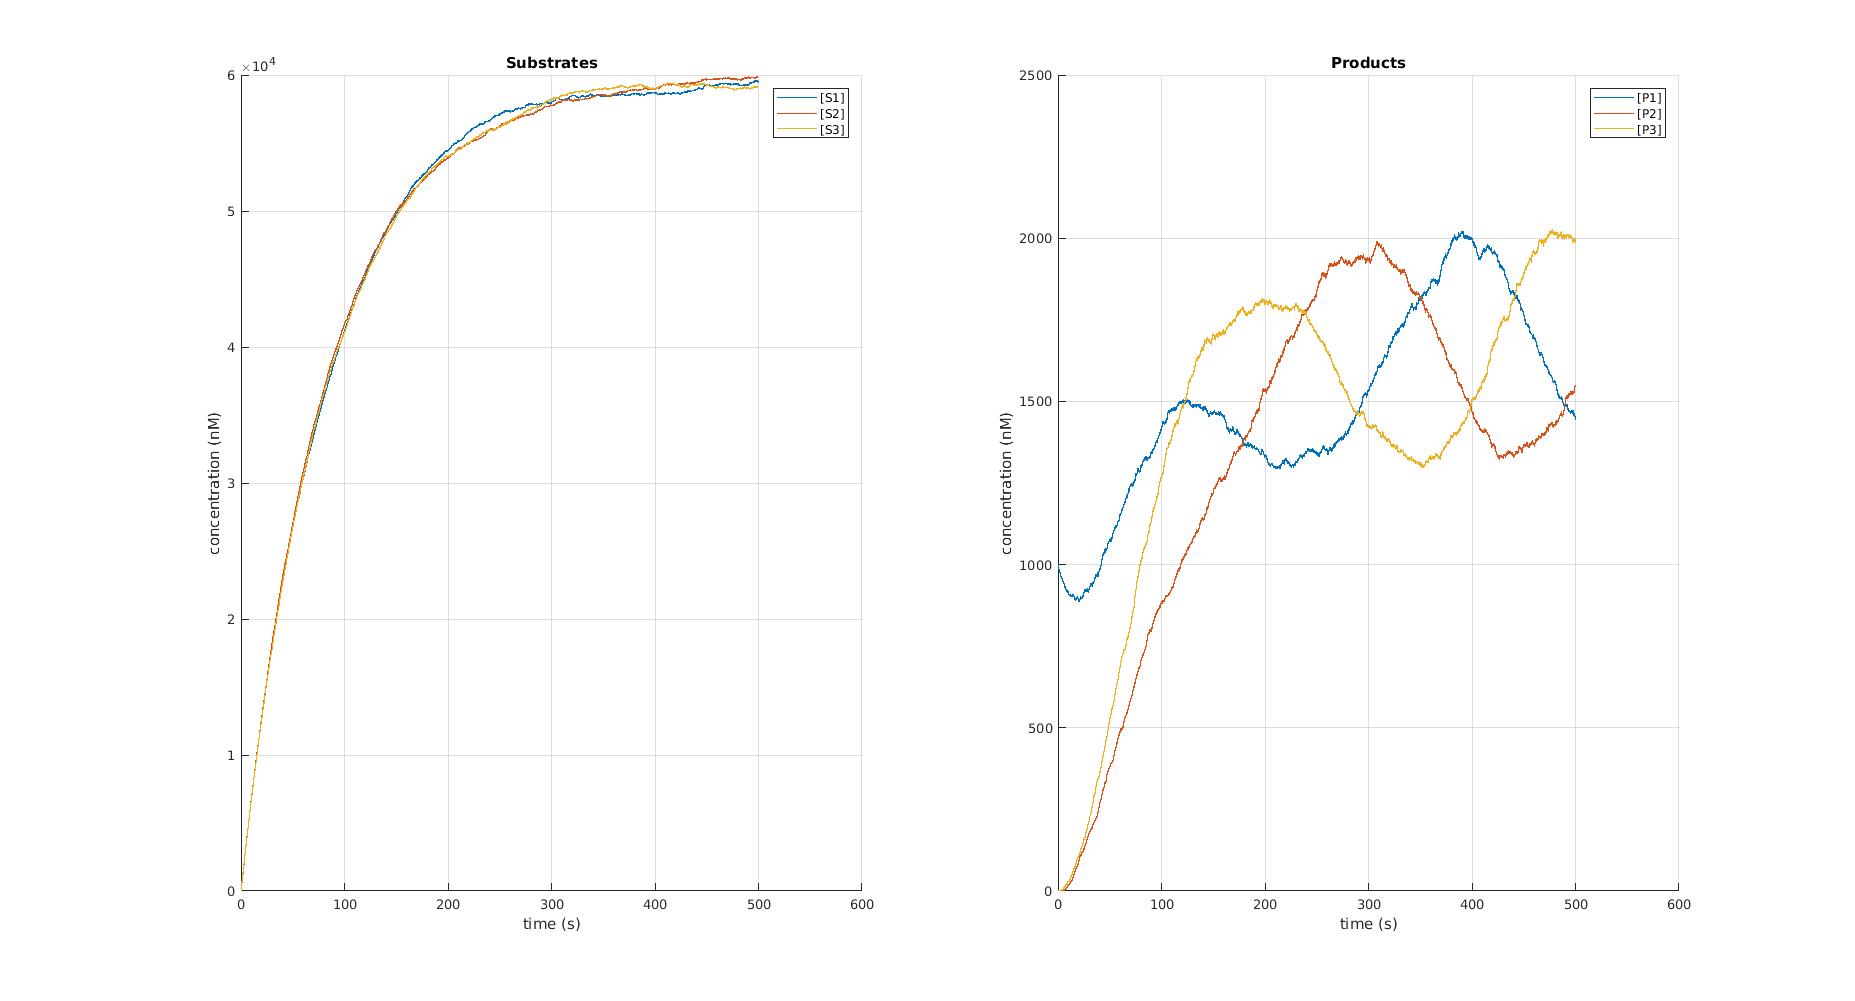 Substrates
×10⁴
6
5
4
3
2
1
0
concentration (nM)
0 100 200 300 400 500 600
time (s)
[S1]
[S2]
[S3]
Products
2500
2000
1500
1000
500
0
concentration (nM)
0 100 200 300 400 500 600
time (s)
[P1]
[P2]
[P3]